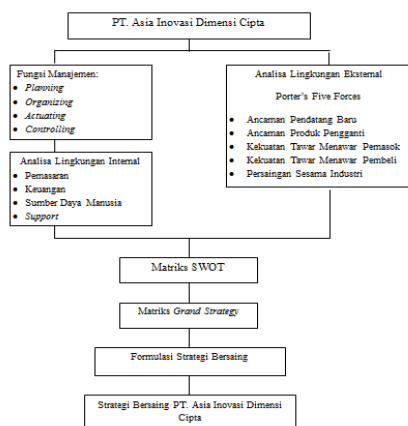 PT. Asia Inovasi Dimensi Cipta
Fungsi Manajemen:
• Planning
• Organizing
• Actuating
• Controlling
Analisa Lingkungan Internal
• Pemasaran
• Keuangan
• Sumber Daya Manusia
• Support
Analisa Lingkungan Eksternal
Porter's Five Forces
• Ancaman Pendatang Baru
• Ancaman Produk Pengganti
• Kekuatan Tawar Menawar Pemasok
• Kekuatan Tawar Menawar Pembeli
• Persaingan Sesama Industri
Matriks SWOT
Matriks Grand Strategy
Formulasi Strategi Bersaing
Strategi Bersaing PT. Asia Inovasi Dimensi
Cipta